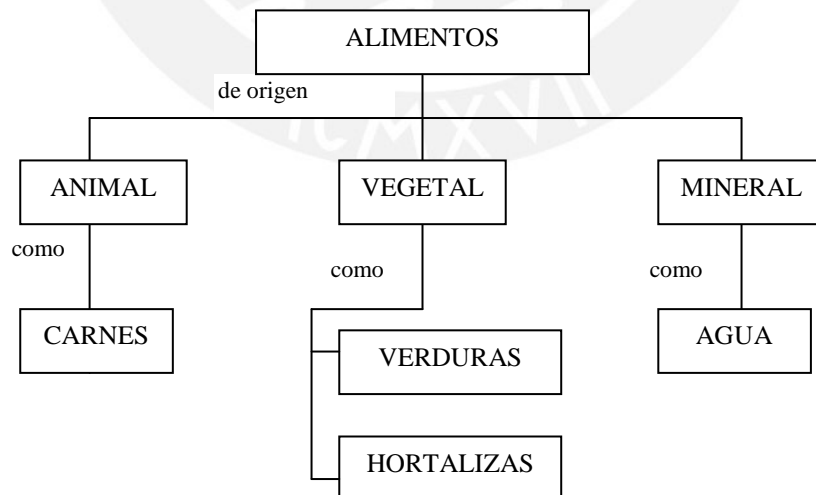 ALIMENTOS
de origen
ANIMAL
VEGETAL
MINERAL
como
como
como
CARNES
VERDURAS
AGUA
HORTALIZAS